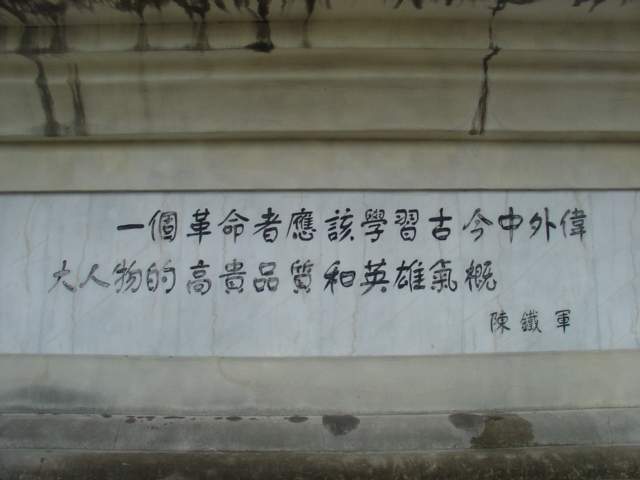 一個革命者應該學習古今中外偉
大人物的高貴品質和英雄氣概
陳鐵軍